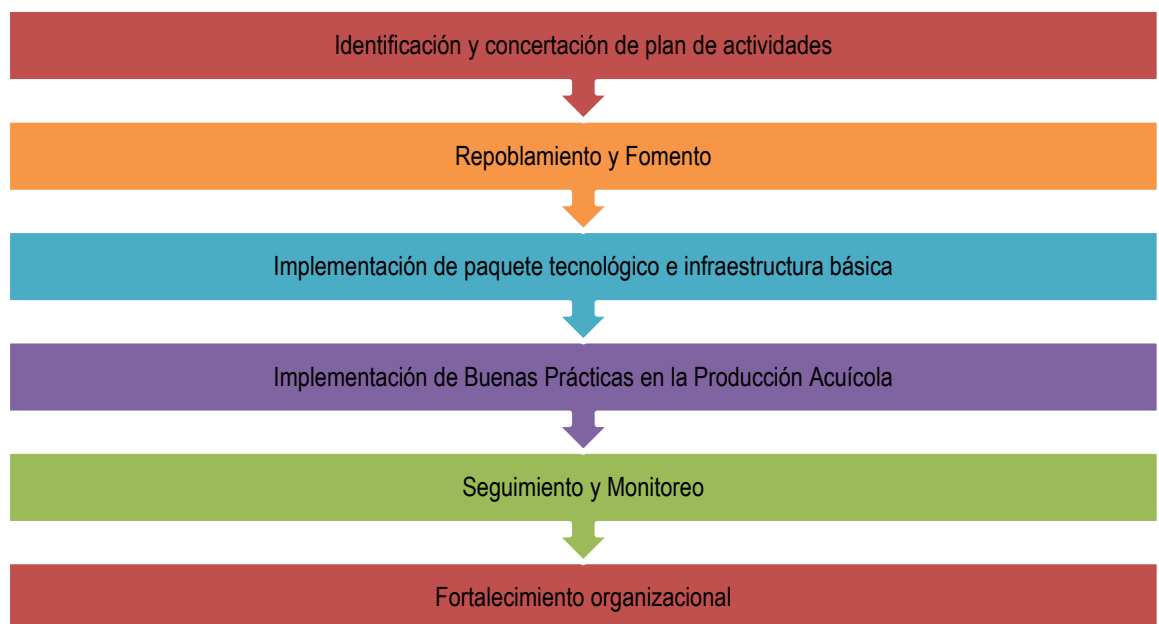 Identificación y concertación de plan de actividades
Repoblamiento y Fomento
Implementación de paquete tecnológico e infraestructura básica
Implementación de Buenas Prácticas en la Producción Acuícola
Seguimiento y Monitoreo
Fortalecimiento organizacional